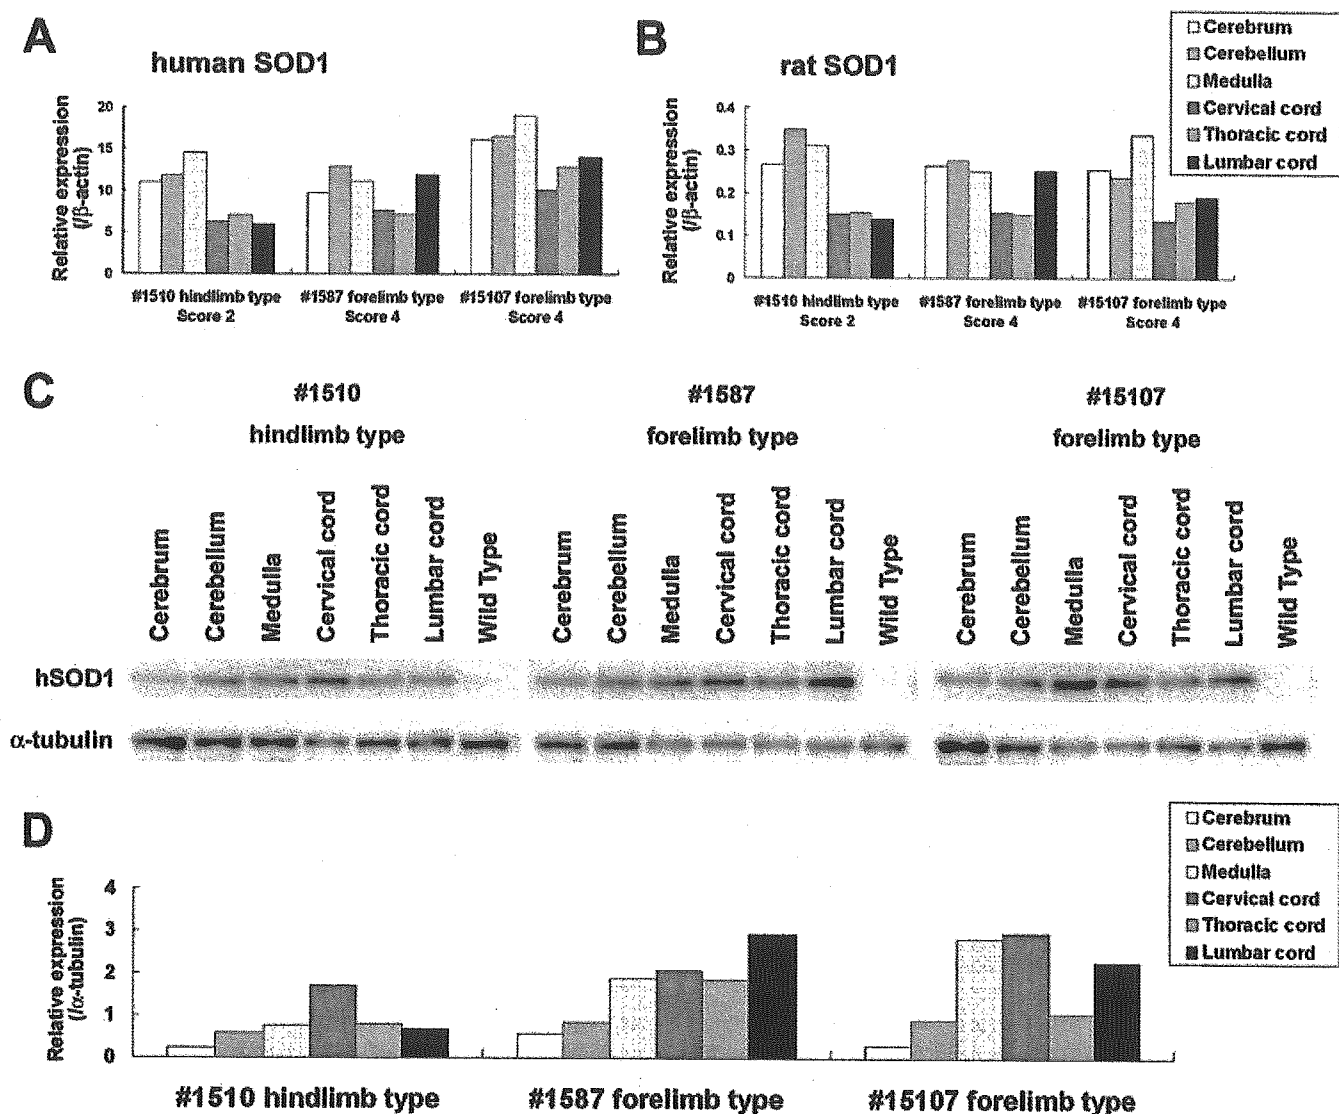 A
human SOD1
Relative expression
(/β-actin)
20
15
10
5
0
#1510 hindlimb type
Score 2
#1587 forelimb type
Score 4
#15107 forelimb type
Score 4
B
rat SOD1
Relative expression
(/β-actin)
0.4
0.3
0.2
0.1
0
#1510 hindlimb type
Score 2
#1587 forelimb type
Score 4
#15107 forelimb type
Score 4
Cerebrum
Cerebellum
Medulla
Cervical cord
Thoracic cord
Lumbar cord
C
#1510
hindlimb type
#1587
forelimb type
#15107
forelimb type
Cerebrum
Cerebellum
Medulla
Cervical cord
Thoracic cord
Lumbar cord
Wild Type
Cerebrum
Cerebellum
Medulla
Cervical cord
Thoracic cord
Lumbar cord
Wild Type
Cerebrum
Cerebellum
Medulla
Cervical cord
Thoracic cord
Lumbar cord
Wild Type
hSOD1
α-tubulin
D
Relative expression
(/α-tubulin)
4
3
2
1
0
#1510 hindlimb type
#1587 forelimb type
#15107 forelimb type
Cerebrum
Cerebellum
Medulla
Cervical cord
Thoracic cord
Lumbar cord